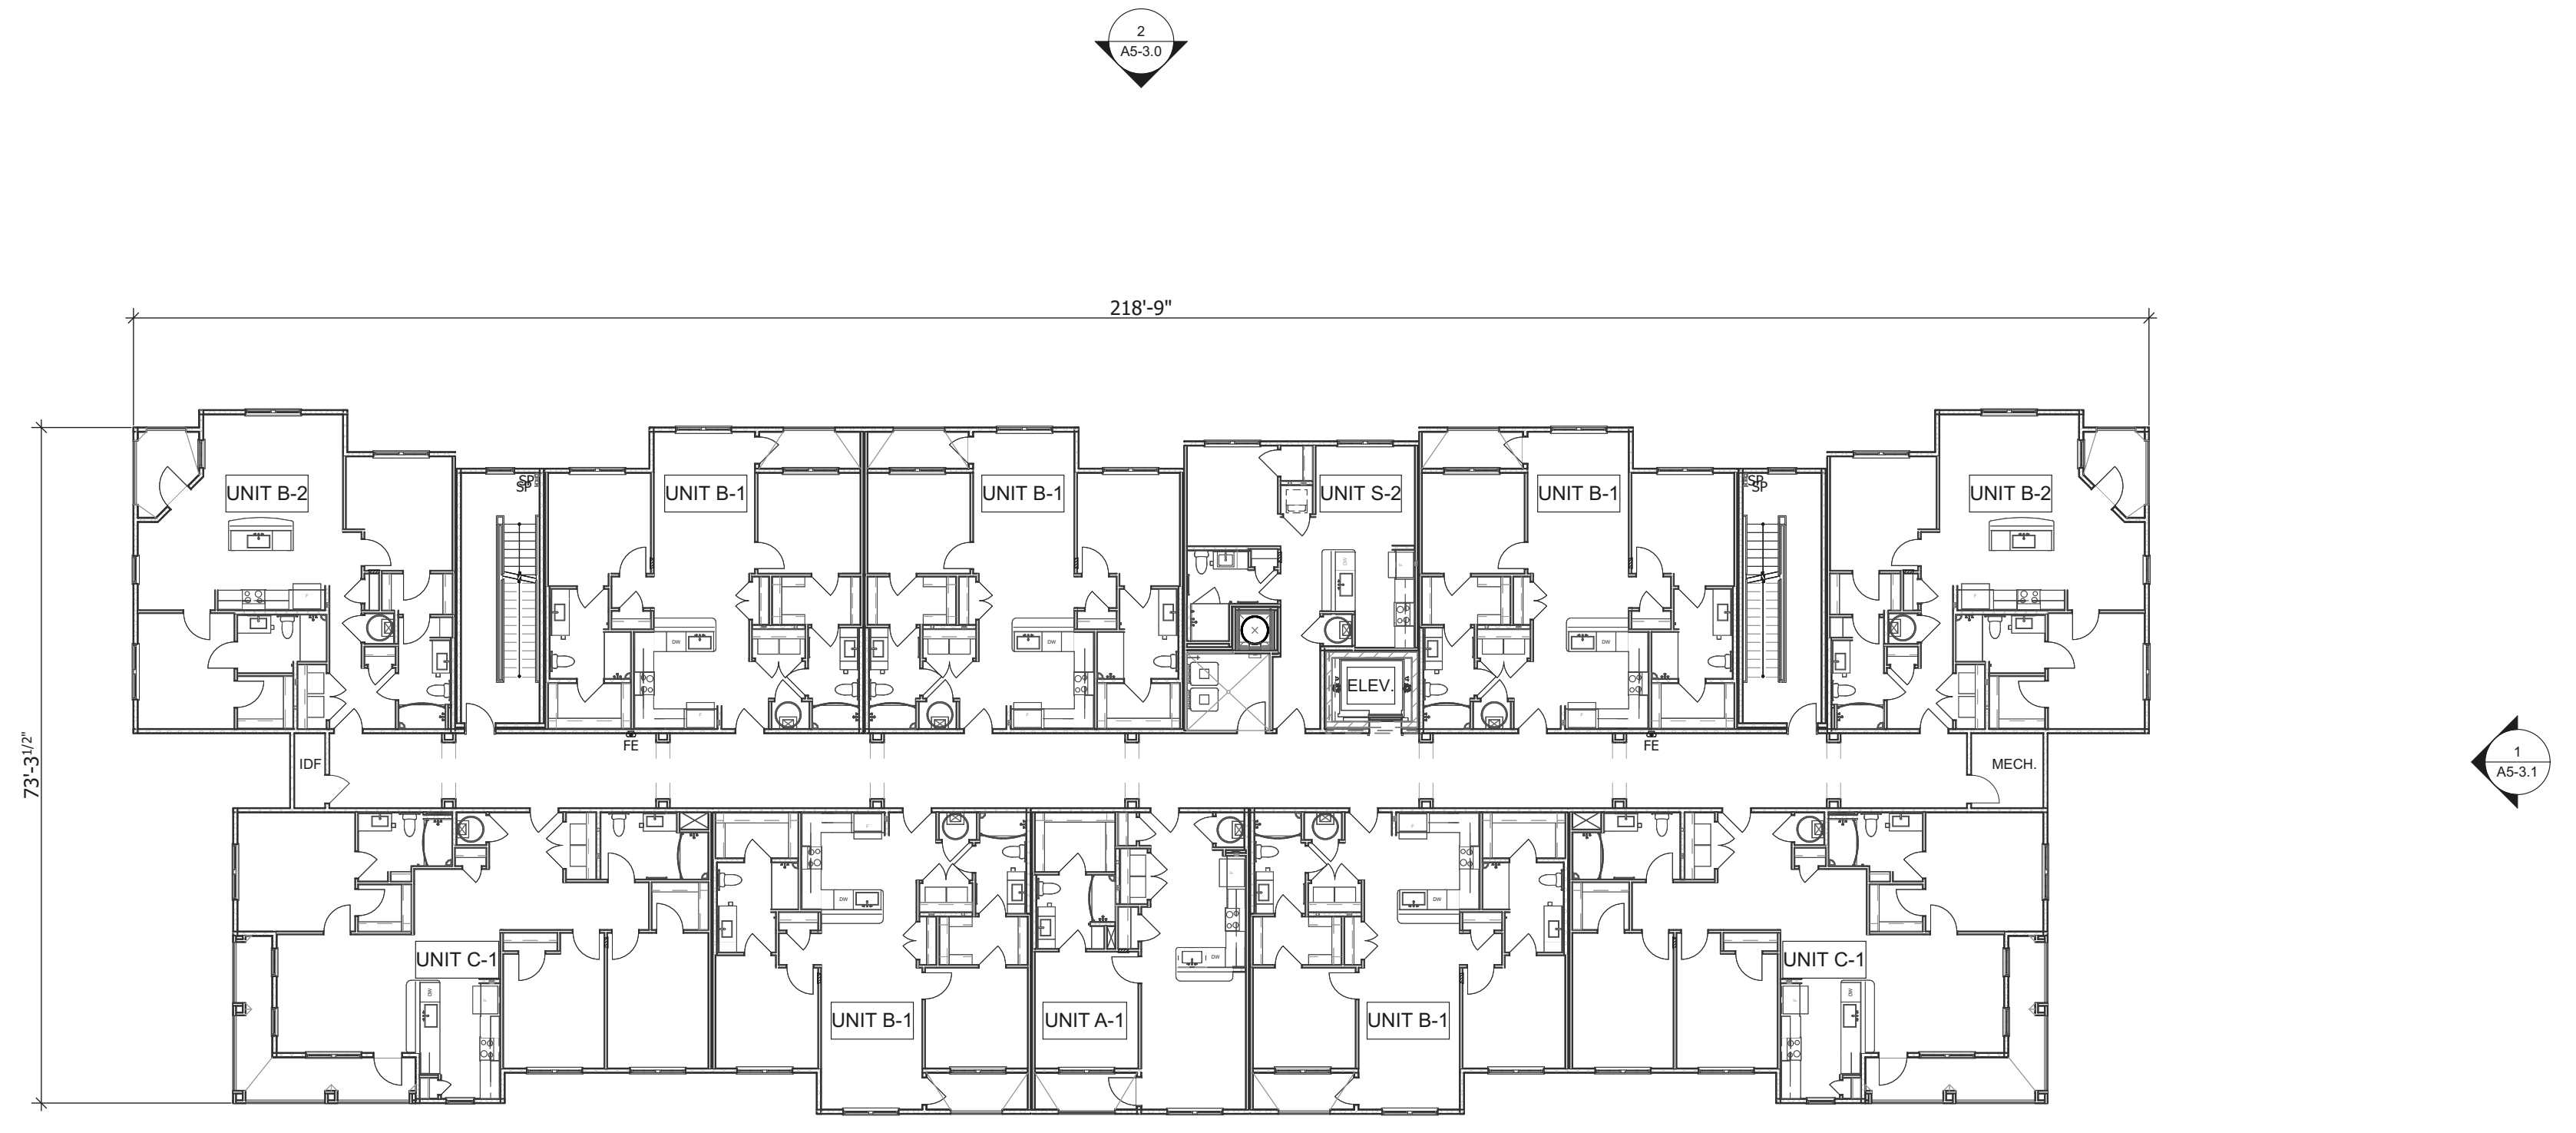 2
A5-3.0
218'-9"
73'-3 1/2"
UNIT B-2
SP
SP
UNIT B-1
UNIT B-1
UNIT S-2
UNIT B-1
SP
SP
UNIT B-2
DW
DW
DW
ELEV.
FE
FE
IDF
MECH.
1
A5-3.1
DW
DW
DW
UNIT C-1
UNIT C-1
DW
DW
UNIT B-1
UNIT A-1
UNIT B-1